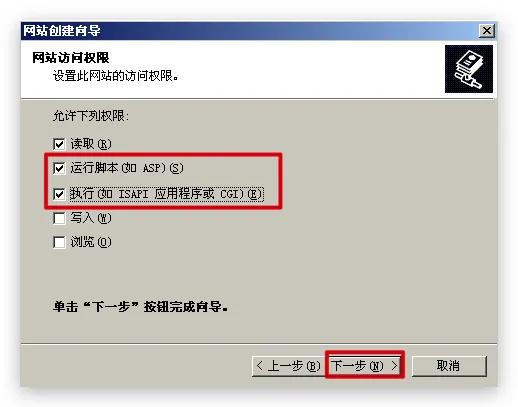 网站创建向导
网站访问权限
设置此网站的访问权限。
允许下列权限:
读取(R)
运行脚本(如 ASP)(S)
执行(如 ISAPI 应用程序或 CGI)(E)
写入(W)
浏览(O)
单击“下一步”按钮完成向导。
< 上一步(B) 下一步(N) > 取消